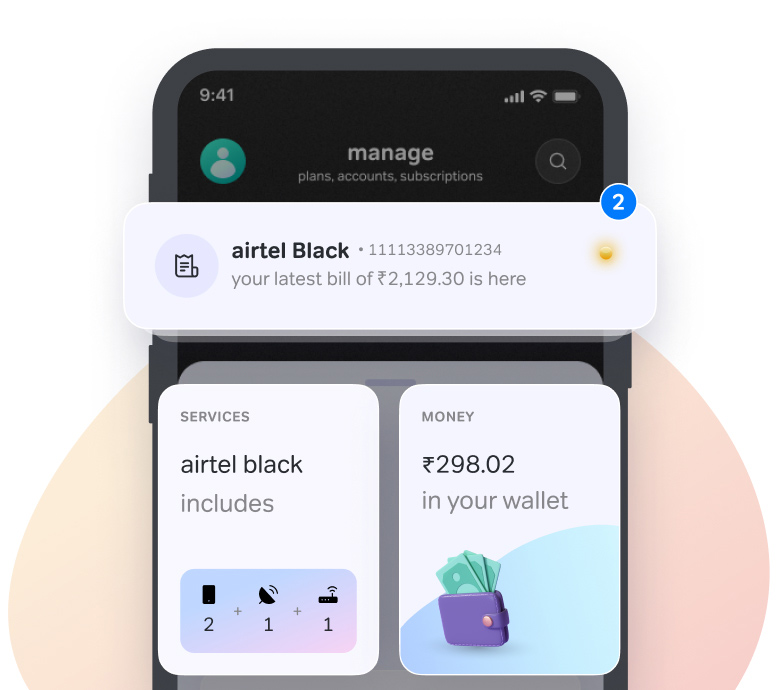 9:41
manage
plans, accounts, subscriptions
2
airtel Black • 11113389701234
your latest bill of ₹2,129.30 is here
SERVICES
airtel black
includes
2 + 1 + 1
MONEY
₹298.02
in your wallet